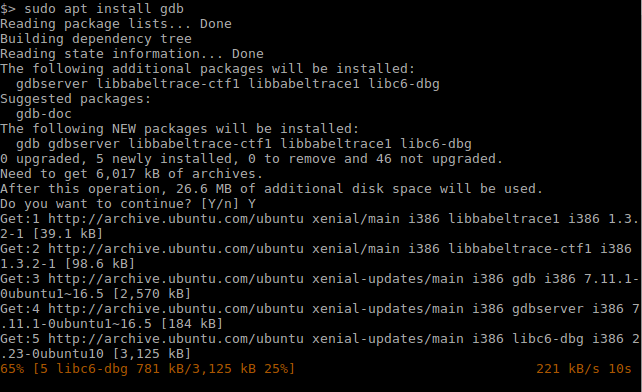 $> sudo apt install gdb
Reading package lists... Done
Building dependency tree
Reading state information... Done
The following additional packages will be installed:
  gdbserver libbabeltrace-ctf1 libbabeltrace1 libc6-dbg
Suggested packages:
  gdb-doc
The following NEW packages will be installed:
  gdb gdbserver libbabeltrace-ctf1 libbabeltrace1 libc6-dbg
0 upgraded, 5 newly installed, 0 to remove and 46 not upgraded.
Need to get 6,017 kB of archives.
After this operation, 26.6 MB of additional disk space will be used.
Do you want to continue? [Y/n] Y
Get:1 http://archive.ubuntu.com/ubuntu xenial/main i386 libbabeltrace1 i386 1.3.
2-1 [39.1 kB]
Get:2 http://archive.ubuntu.com/ubuntu xenial/main i386 libbabeltrace-ctf1 i386
1.3.2-1 [98.6 kB]
Get:3 http://archive.ubuntu.com/ubuntu xenial-updates/main i386 gdb i386 7.11.1-
0ubuntu1~16.5 [2,570 kB]
Get:4 http://archive.ubuntu.com/ubuntu xenial-updates/main i386 gdbserver i386 7
.11.1-0ubuntu1~16.5 [184 kB]
Get:5 http://archive.ubuntu.com/ubuntu xenial-updates/main i386 libc6-dbg i386 2
.23-0ubuntu10 [3,125 kB]
65% [5 libc6-dbg 781 kB/3,125 kB 25%] 221 kB/s 10s